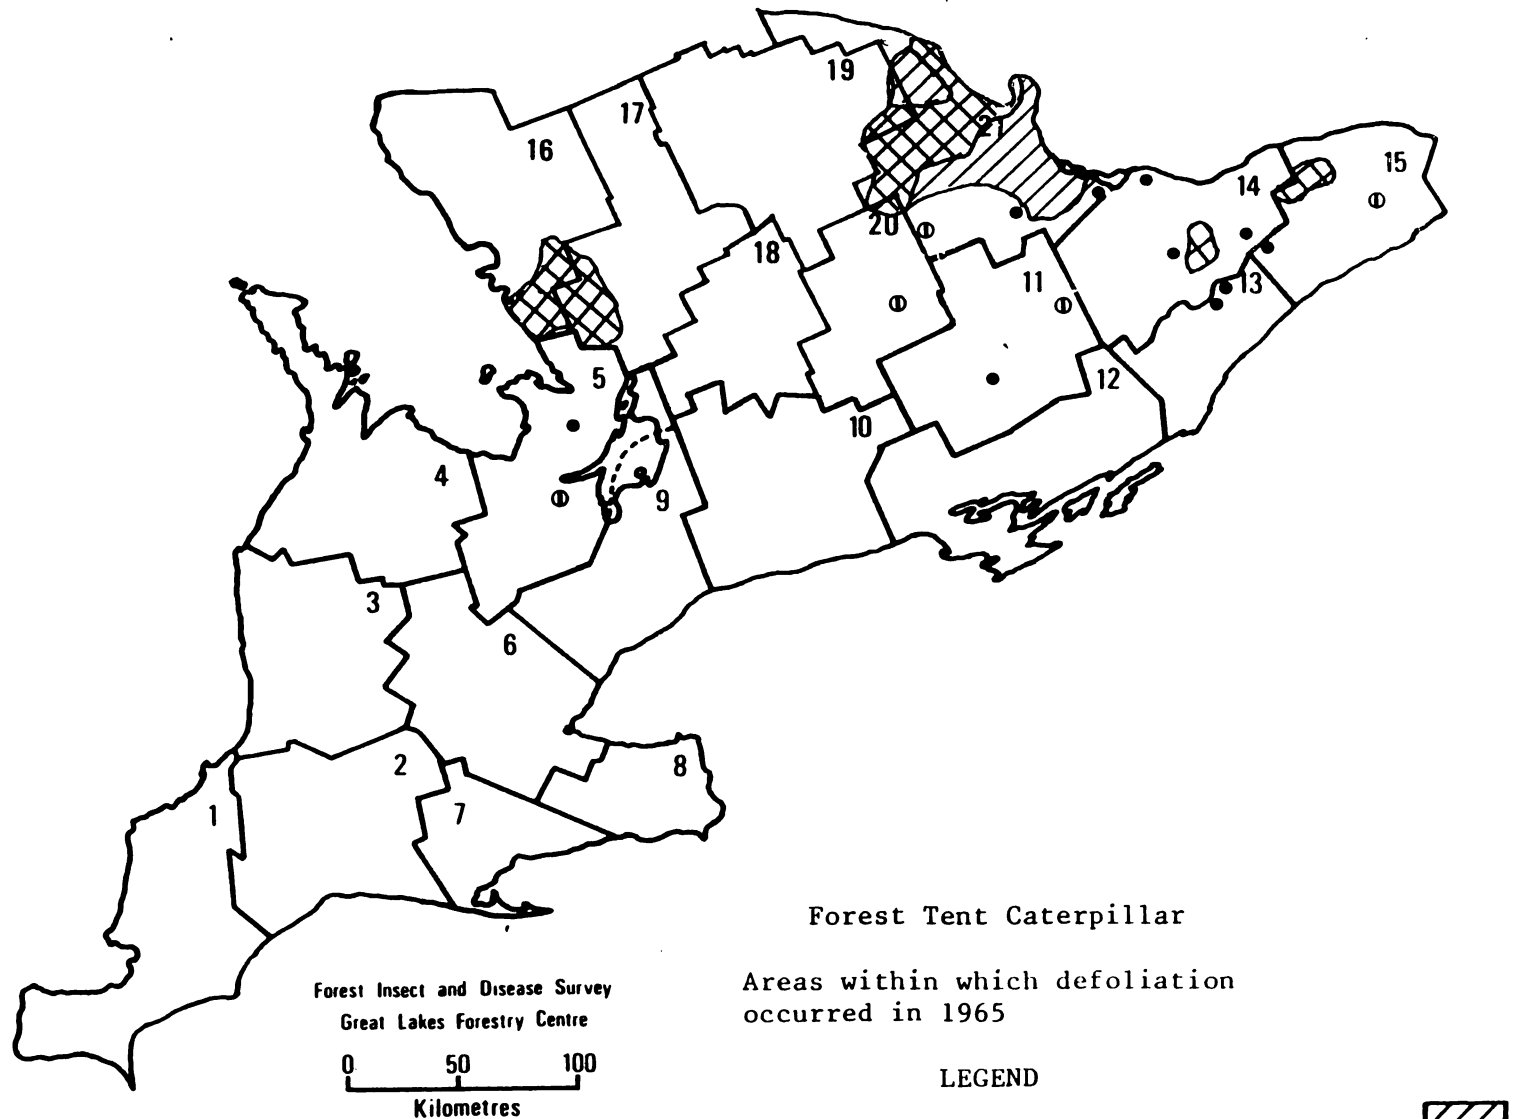 19
17
16
21
15
14
20
18
13
11
5
12
10
4
9
3
6
2
8
1
7
Forest Tent Caterpillar
Areas within which defoliation
occurred in 1965
Forest Insect and Disease Survey
Great Lakes Forestry Centre
0 50 100
Kilometres
LEGEND